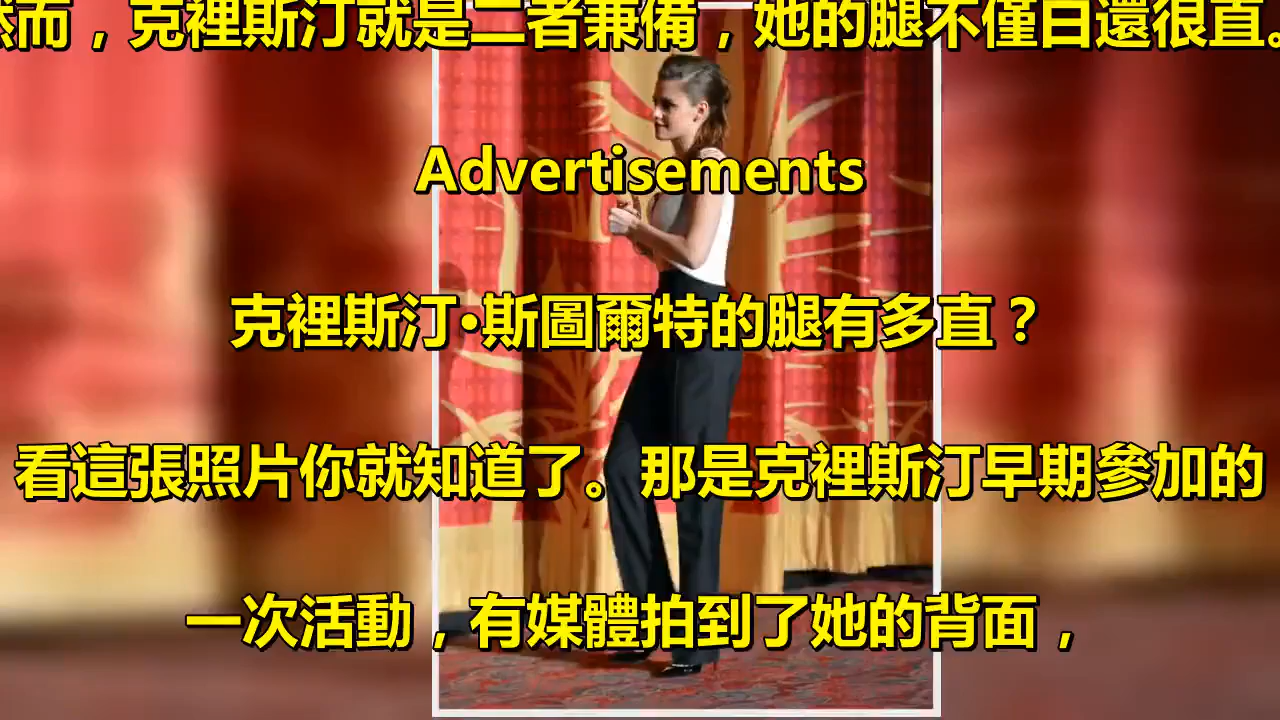 然而，克裡斯汀就是二者兼備，她的腿不僅白還很直。
Advertisements
克裡斯汀·斯圖爾特的腿有多直？
看這張照片你就知道了。那是克裡斯汀早期參加的
一次活動，有媒體拍到了她的背面，